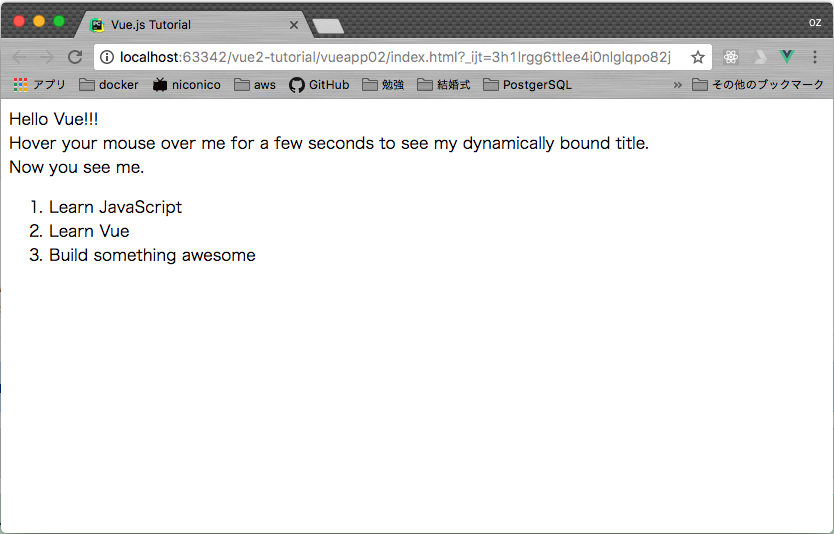 Vue.js Tutorial
oz
localhost:63342/vue2-tutorial/vueapp02/index.html?_ijt=3h1lrgg6ttlee4i0nlglqpo82j
アプリ docker niconico aws GitHub 勉強 結婚式 PostgerSQL » その他のブックマーク
Hello Vue!!!
Hover your mouse over me for a few seconds to see my dynamically bound title.
Now you see me.
1. Learn JavaScript
2. Learn Vue
3. Build something awesome